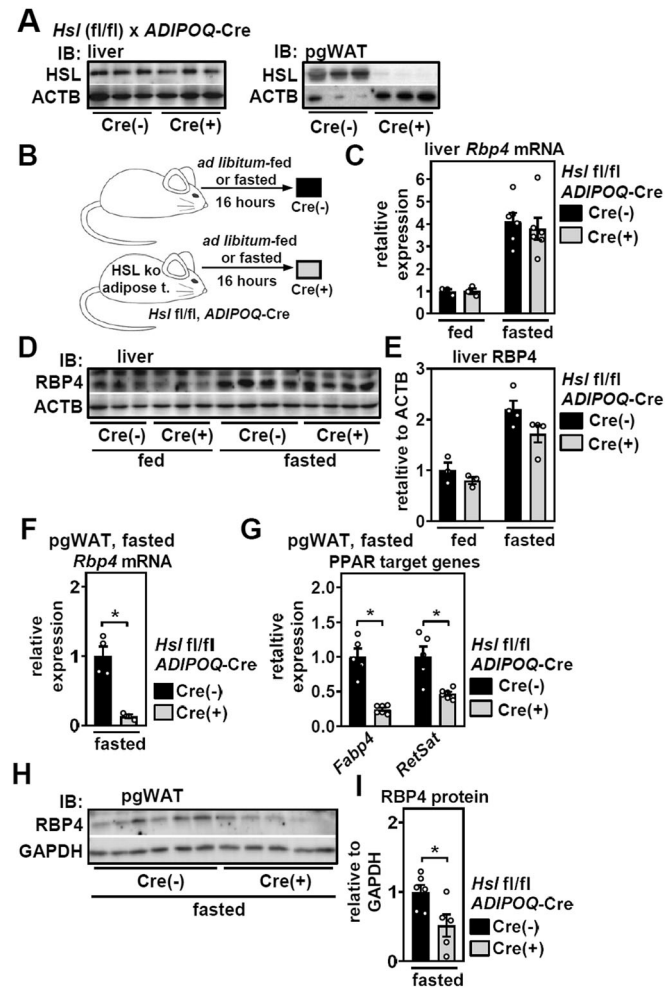 A
Hsl (fl/fl) x ADIPOQ-Cre
IB: liver
HSL
ACTB
Cre(-) Cre(+)
IB: pgWAT
HSL
ACTB
Cre(-) Cre(+)
B
ad libitum-fed
or fasted
16 hours
Cre(-)
ad libitum-fed
or fasted
16 hours
Cre(+)
HSL ko
adipose t.
Hsl fl/fl, ADIPOQ-Cre
C
liver Rbp4 mRNA
retaltive
expression
6
5
4
3
2
1
0
fed fasted
Hsl fl/fl
ADIPOQ-Cre
Cre(-)
Cre(+)
D
IB: liver
RBP4
ACTB
Cre(-) Cre(+) Cre(-) Cre(+)
fed fasted
E
liver RBP4
retaltive to ACTB
3
2
1
0
fed fasted
Hsl fl/fl
ADIPOQ-Cre
Cre(-)
Cre(+)
F
pgWAT, fasted
Rbp4 mRNA
relative
expression
2
1
0
*
fasted
Hsl fl/fl
ADIPOQ-Cre
Cre(-)
Cre(+)
G
pgWAT, fasted
PPAR target genes
retaltive
expression
2.0
1.5
1.0
0.5
0.0
* *
Fabp4 RetSat
Hsl fl/fl
ADIPOQ-Cre
Cre(-)
Cre(+)
H
IB: pgWAT
RBP4
GAPDH
Cre(-) Cre(+)
fasted
I
RBP4 protein
relative to
GAPDH
2
1
0
*
fasted
Hsl fl/fl
ADIPOQ-Cre
Cre(-)
Cre(+)